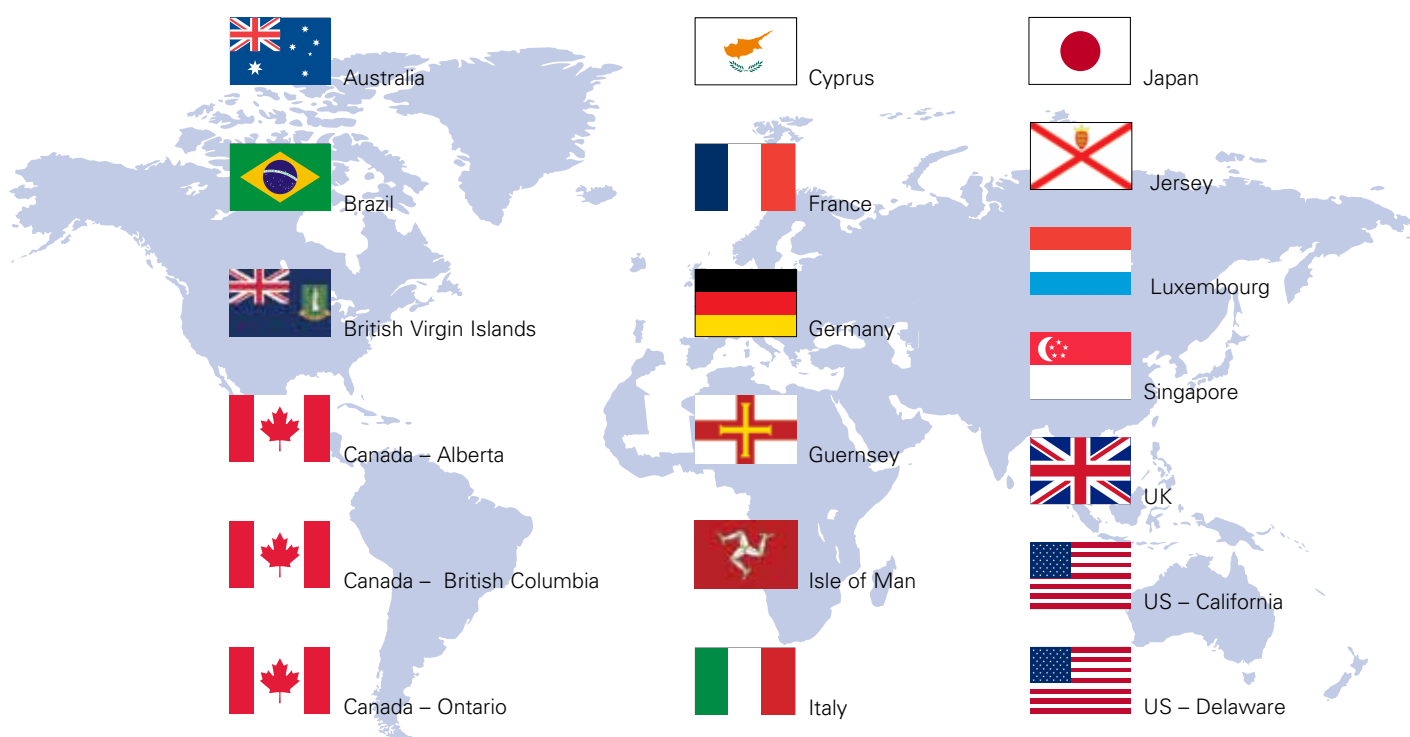 Australia
Brazil
British Virgin Islands
Canada – Alberta
Canada –  British Columbia
Canada – Ontario
Cyprus
France
Germany
Guernsey
Isle of Man
Italy
Japan
Jersey
Luxembourg
Singapore
UK
US – California
US – Delaware